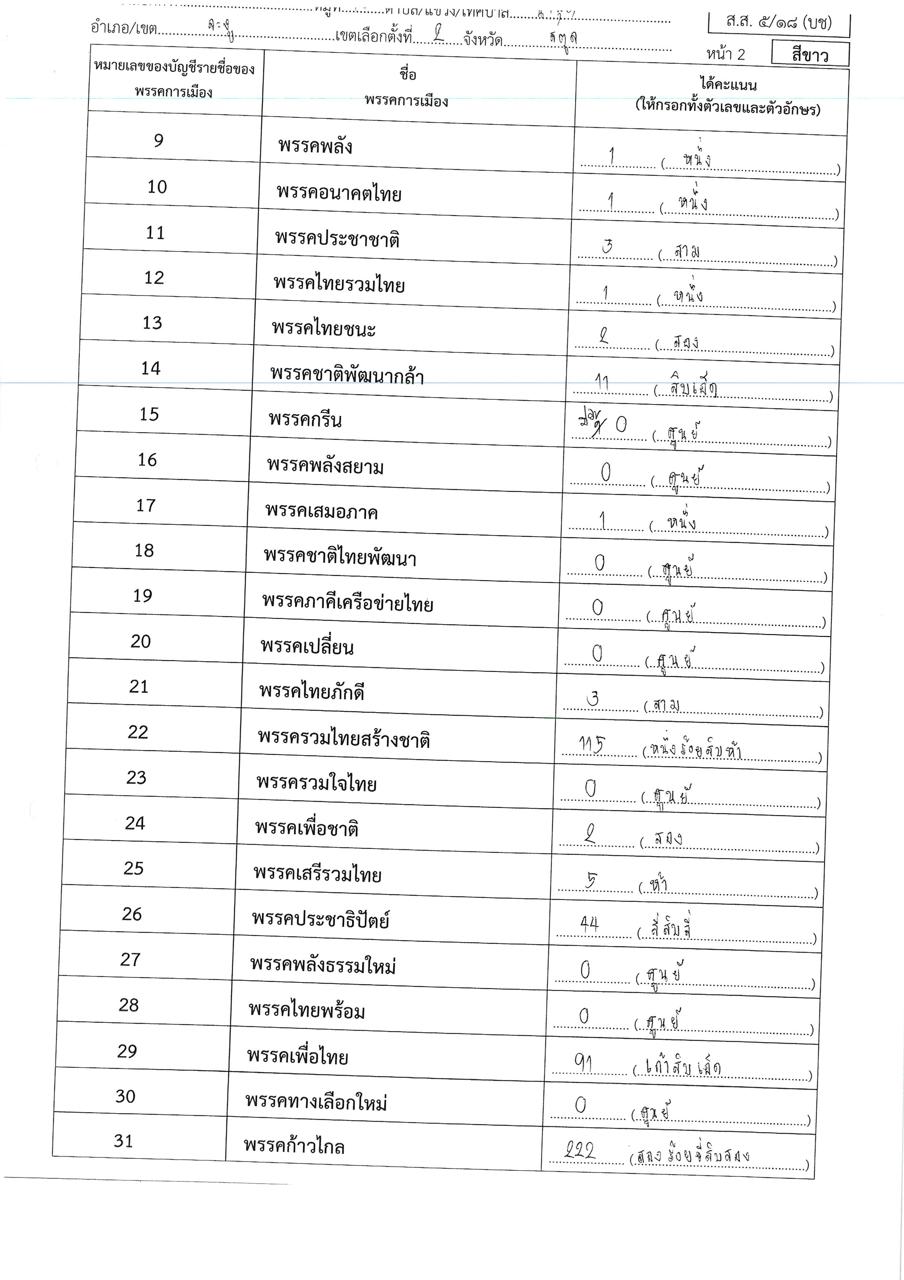 อำเภอ/เขต ละงู เขตเลือกตั้งที่ 2 จังหวัด สตูล
ส.ส. ๕/๑๘ (บช)
หน้า 2 สีขาว
หมายเลขของบัญชีรายชื่อของพรรคการเมือง ชื่อพรรคการเมือง ได้คะแนน (ให้กรอกทั้งตัวเลขและตัวอักษร)
9 พรรคพลัง 1 (หนึ่ง)
10 พรรคอนาคตไทย 1 (หนึ่ง)
11 พรรคประชาชาติ 3 (สาม)
12 พรรคไทยรวมไทย 1 (หนึ่ง)
13 พรรคไทยชนะ 2 (สอง)
14 พรรคชาติพัฒนากล้า 11 (สิบเอ็ด)
15 พรรคกรีน 0 (ศูนย์)
16 พรรคพลังสยาม 0 (ศูนย์)
17 พรรคเสมอภาค 1 (หนึ่ง)
18 พรรคชาติไทยพัฒนา 0 (ศูนย์)
19 พรรคภาคีเครือข่ายไทย 0 (ศูนย์)
20 พรรคเปลี่ยน 0 (ศูนย์)
21 พรรคไทยภักดี 3 (สาม)
22 พรรครวมไทยสร้างชาติ 115 (หนึ่งร้อยสิบห้า)
23 พรรครวมใจไทย 0 (ศูนย์)
24 พรรคเพื่อชาติ 2 (สอง)
25 พรรคเสรีรวมไทย 5 (ห้า)
26 พรรคประชาธิปัตย์ 44 (สี่สิบสี่)
27 พรรคพลังธรรมใหม่ 0 (ศูนย์)
28 พรรคไทยพร้อม 0 (ศูนย์)
29 พรรคเพื่อไทย 91 (เก้าสิบเอ็ด)
30 พรรคทางเลือกใหม่ 0 (ศูนย์)
31 พรรคก้าวไกล 222 (สองร้อยยี่สิบสอง)